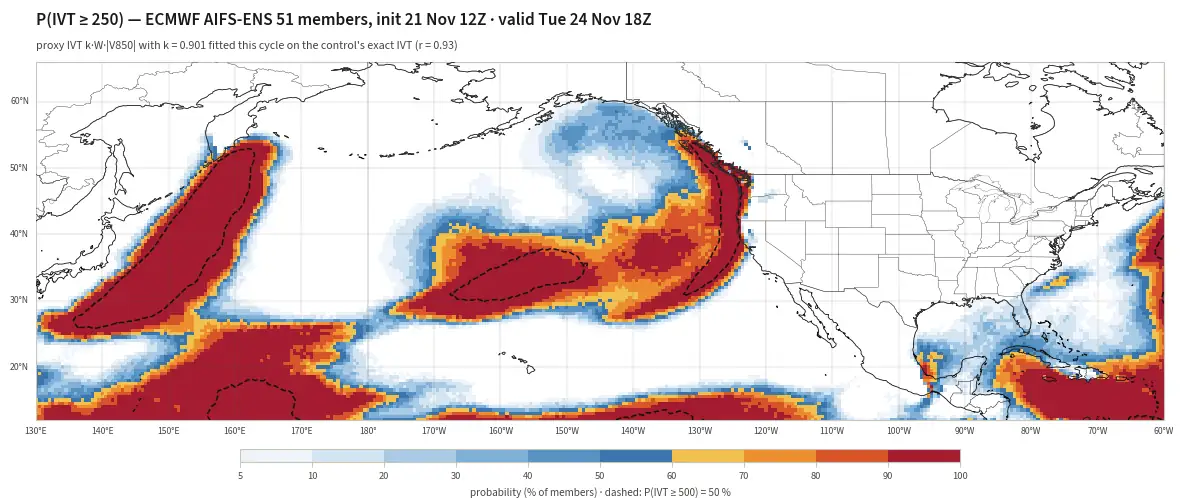 P(IVT ≥ 250) — ECMWF AIFS-ENS 51 members, init 21 Nov 12Z · valid Tue 24 Nov 18Z
proxy IVT k·W·|V850| with k = 0.901 fitted this cycle on the control's exact IVT (r = 0.93)
60°N
50°N
40°N
30°N
20°N
130°E 140°E 150°E 160°E 170°E 180° 170°W 160°W 150°W 140°W 130°W 120°W 110°W 100°W 90°W 80°W 70°W 60°W
5 10 20 30 40 50 60 70 80 90 100
probability (% of members) · dashed: P(IVT ≥ 500) = 50 %